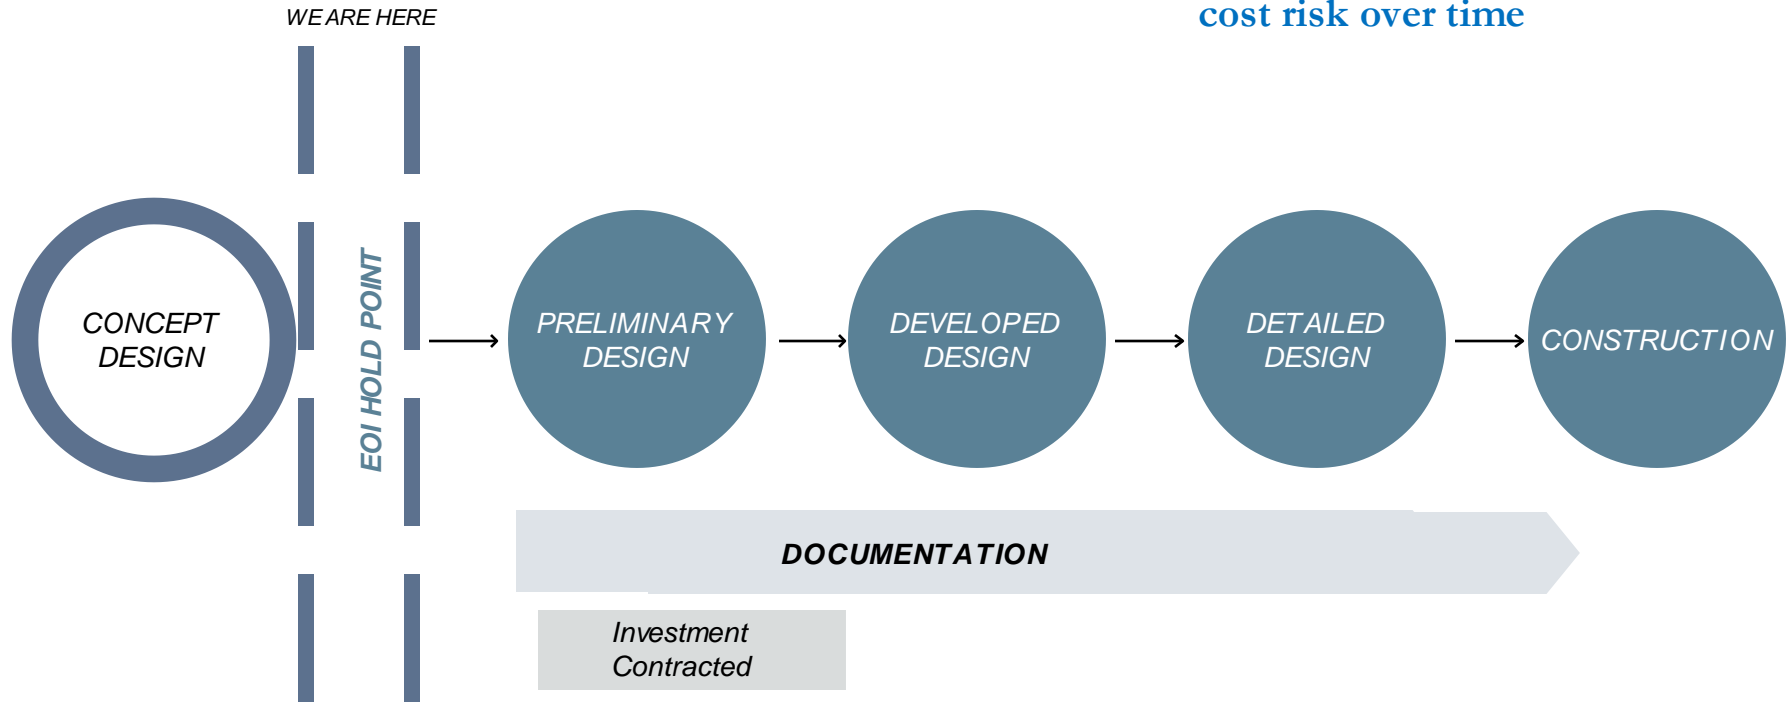 WE ARE HERE
cost risk over time
CONCEPT
DESIGN
EOI HOLD POINT
PRELIMINARY
DESIGN
DEVELOPED
DESIGN
DETAILED
DESIGN
CONSTRUCTION
DOCUMENTATION
Investment
Contracted